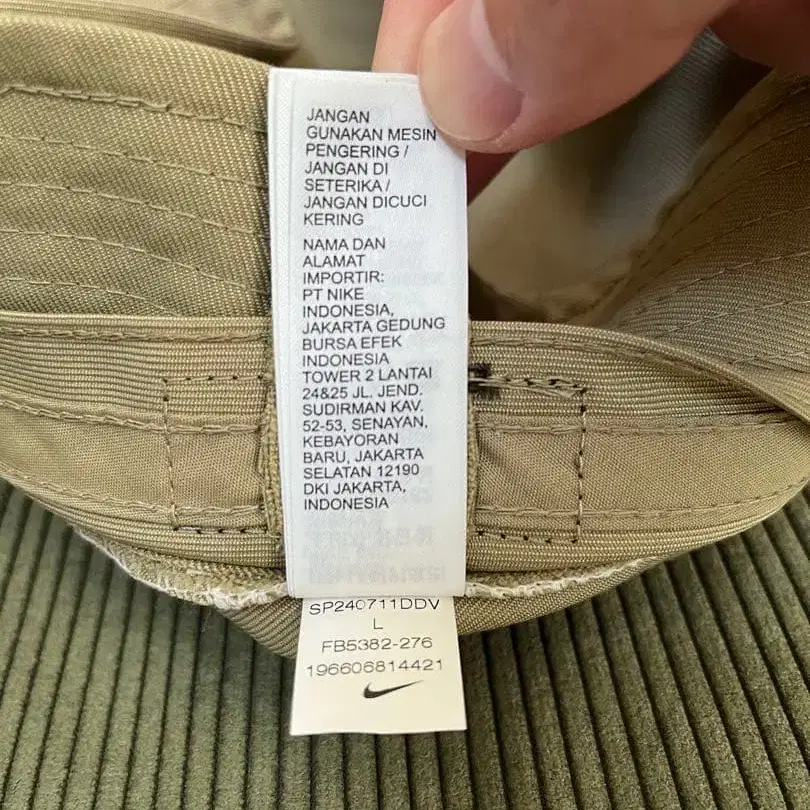 JANGAN
GUNAKAN MESIN
PENGERING /
JANGAN DI
SETERIKA /
JANGAN DICUCI
KERING
NAMA DAN
ALAMAT
IMPORTIR:
PT NIKE
INDONESIA,
JAKARTA GEDUNG
BURSA EFEK
INDONESIA
TOWER 2 LANTAI
24&25 JL. JEND.
SUDIRMAN KAV.
52-53, SENAYAN,
KEBAYORAN
BARU, JAKARTA
SELATAN 12190
DKI JAKARTA,
INDONESIA
SP240711DDV
L
FB5382-276
196606814421